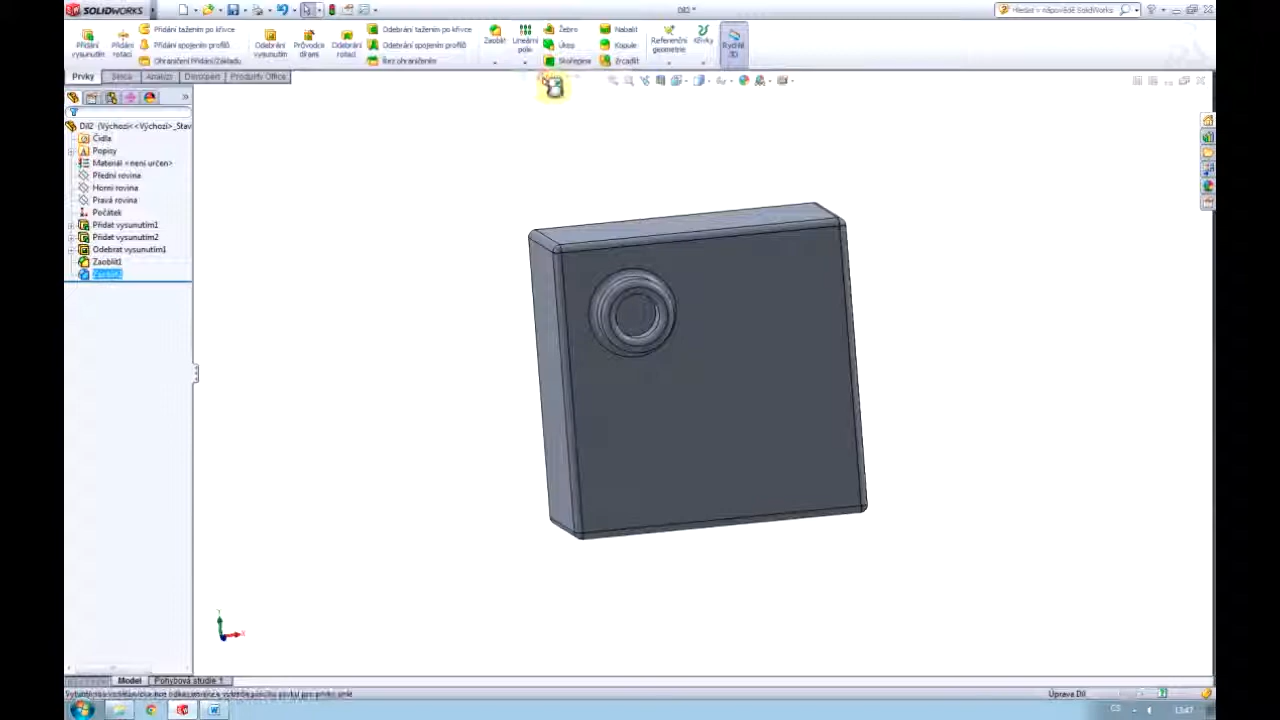 SOLIDWORKS
Díl2 *
Hledat v nápovědě SolidWorks
Přidání vysunutím
Přidání rotací
Přidání tažením po křivce
Přidání spojením profilů
Ohraničení Přidání/Základu
Odebrání vysunutím
Průvodce dírami
Odebrání rotací
Odebrání tažením po křivce
Odebrání spojením profilů
Řez ohraničením
Zaoblit
Lineární pole
Žebro
Úkos
Skořepina
Nabalit
Kopule
Zrcadlit
Referenční geometrie
Křivky
Rychlé 3D
Prvky
Skica
Analýza
DimXpert
Produkty Office
Díl2 (Výchozí<<Výchozí>_Stav
Čidla
Popisy
Materiál <není určen>
Přední rovina
Horní rovina
Pravá rovina
Počátek
Přidat vysunutím1
Přidat vysunutím2
Odebrat vysunutím1
Zaoblit1
Zaoblit2
Y
X
Model
Pohybová studie 1
Úprava Díl
CS
13:47